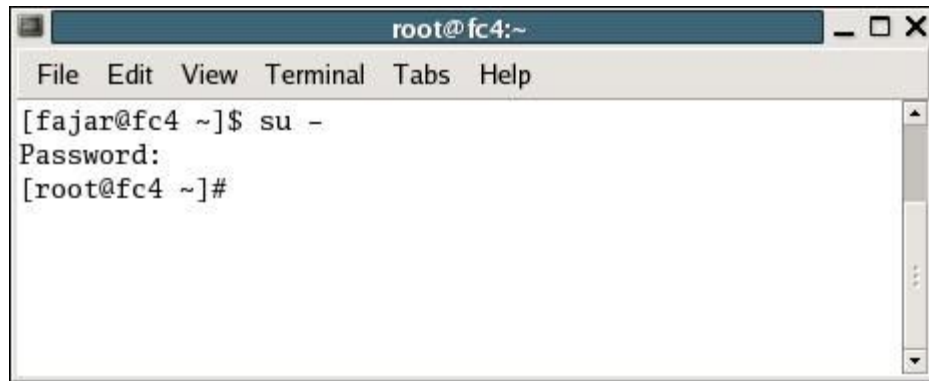 root@fc4:~
File Edit View Terminal Tabs Help
[fajar@fc4 ~]$ su -
Password:
[root@fc4 ~]#